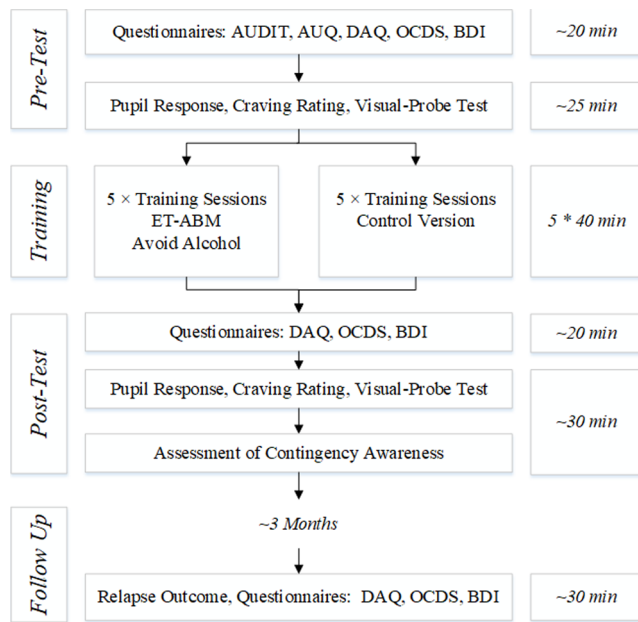 Pre-Test
Questionnaires: AUDIT, AUQ, DAQ, OCDS, BDI
~20 min
Pupil Response, Craving Rating, Visual-Probe Test
~25 min
Training
5 × Training Sessions
ET-ABM
Avoid Alcohol
5 × Training Sessions
Control Version
5 * 40 min
Post-Test
Questionnaires: DAQ, OCDS, BDI
~20 min
Pupil Response, Craving Rating, Visual-Probe Test
~30 min
Assessment of Contingency Awareness
Follow Up
~3 Months
Relapse Outcome, Questionnaires: DAQ, OCDS, BDI
~30 min